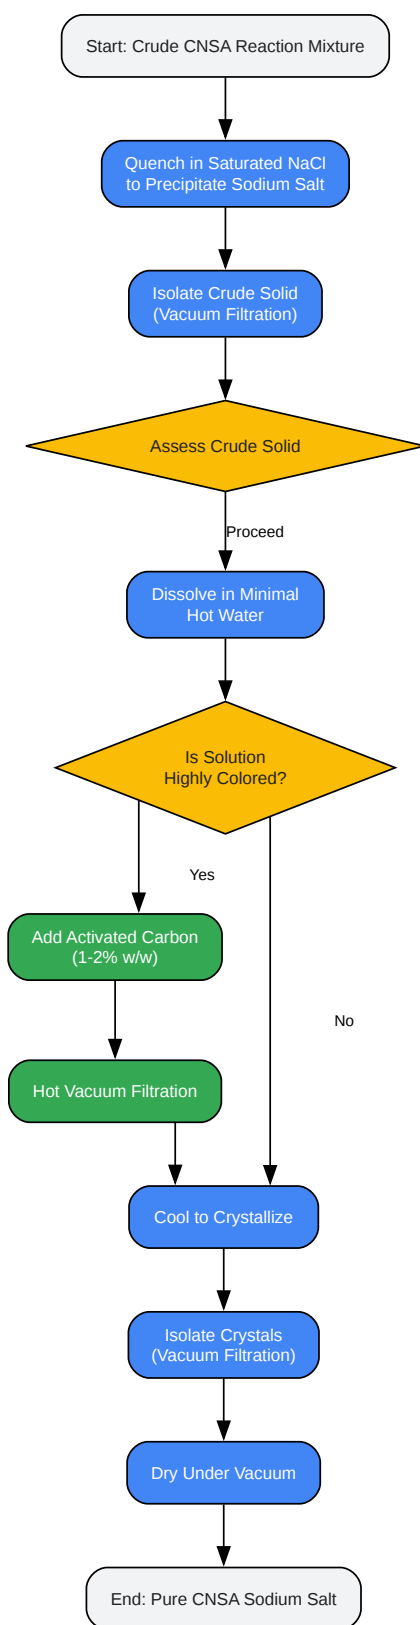 Start: Crude CNSA Reaction Mixture
Quench in Saturated NaCl
to Precipitate Sodium Salt
Isolate Crude Solid
(Vacuum Filtration)
Assess Crude Solid
Proceed
Dissolve in Minimal
Hot Water
Is Solution
Highly Colored?
Yes
Add Activated Carbon
(1-2% w/w)
No
Hot Vacuum Filtration
Cool to Crystallize
Isolate Crystals
(Vacuum Filtration)
Dry Under Vacuum
End: Pure CNSA Sodium Salt